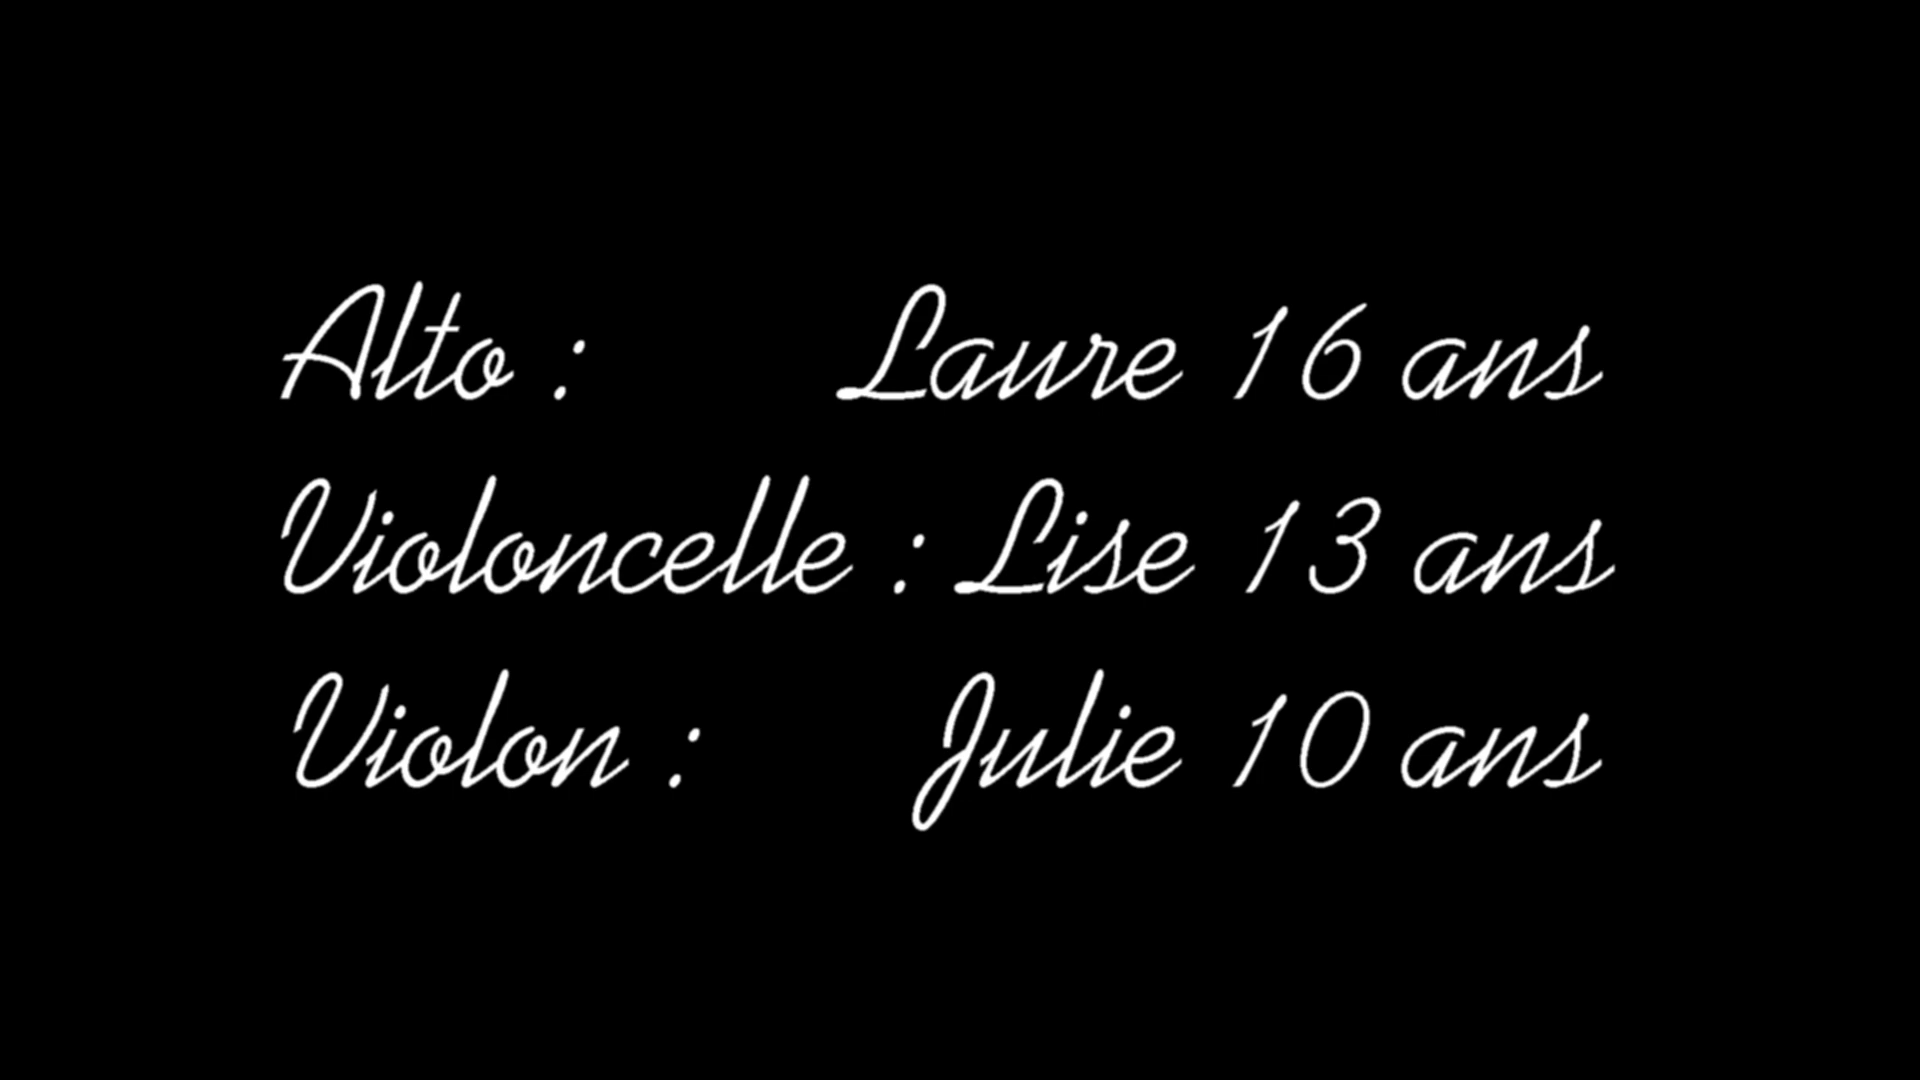 Alto : Laure 16 ans
Violoncelle : Lise 13 ans
Violon : Julie 10 ans